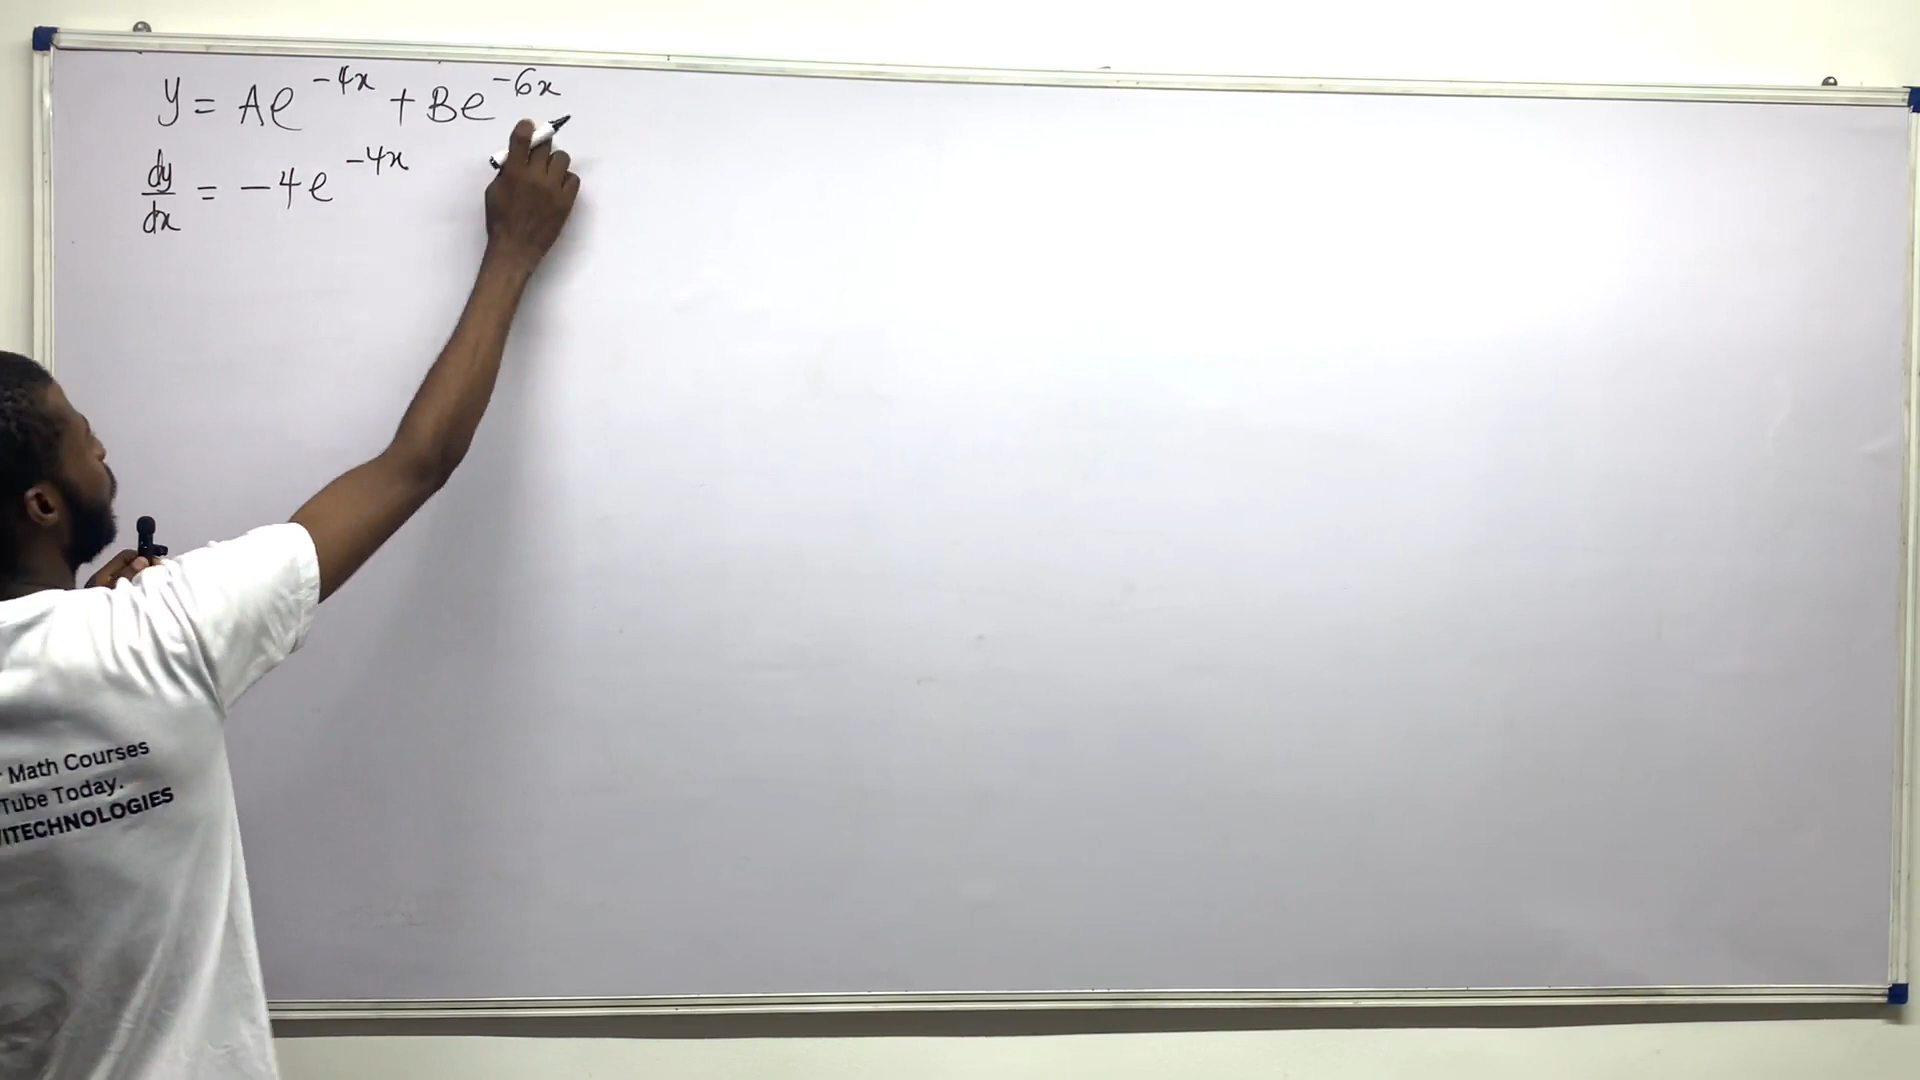 y = Ae^{-4x} + Be^{-6x}
dy/dx = -4e^{-4x}
Math Courses
Tube Today.
ITECHNOLOGIES